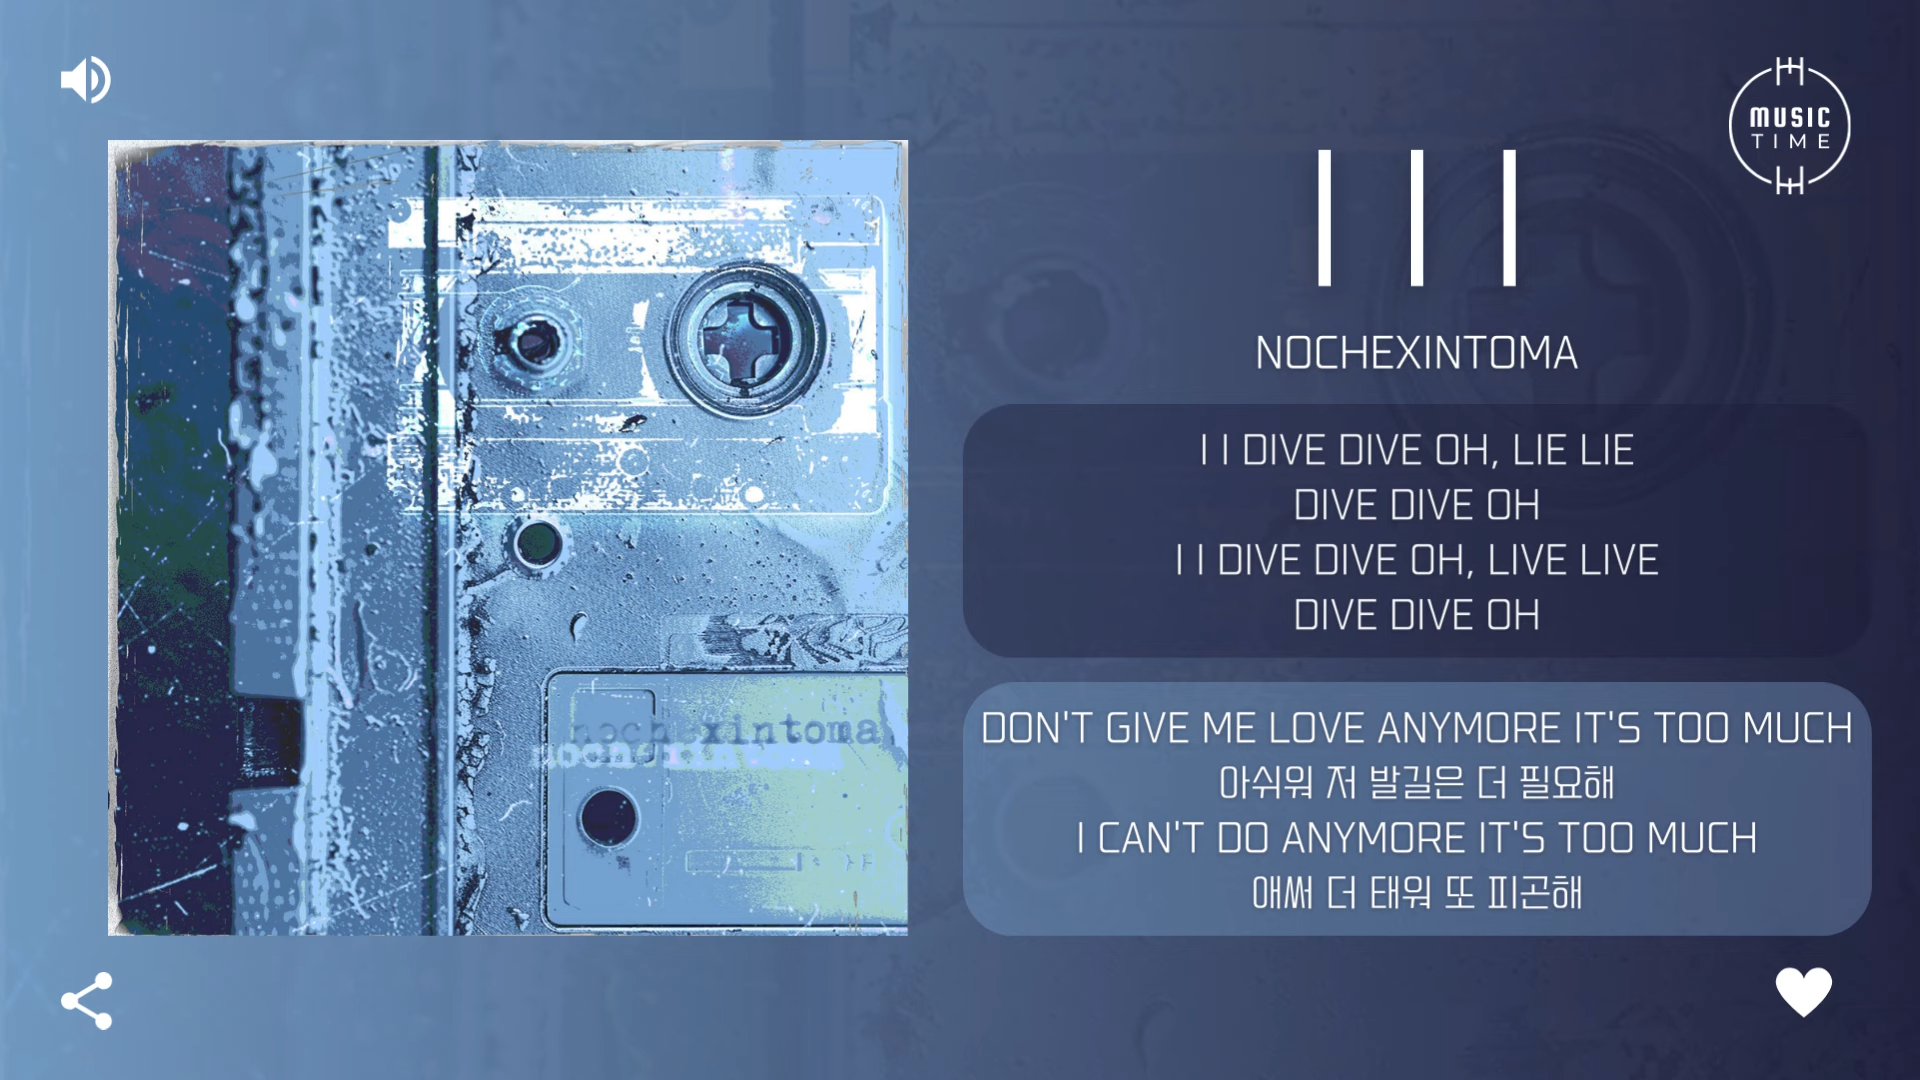 MUSIC
TIME
I I I
NOCHEXINTOMA
I I DIVE DIVE OH, LIE LIE
DIVE DIVE OH
I I DIVE DIVE OH, LIVE LIVE
DIVE DIVE OH
DON'T GIVE ME LOVE ANYMORE IT'S TOO MUCH
아쉬워 저 발길은 더 필요해
I CAN'T DO ANYMORE IT'S TOO MUCH
애써 더 태워 또 피곤해
nochexintoma